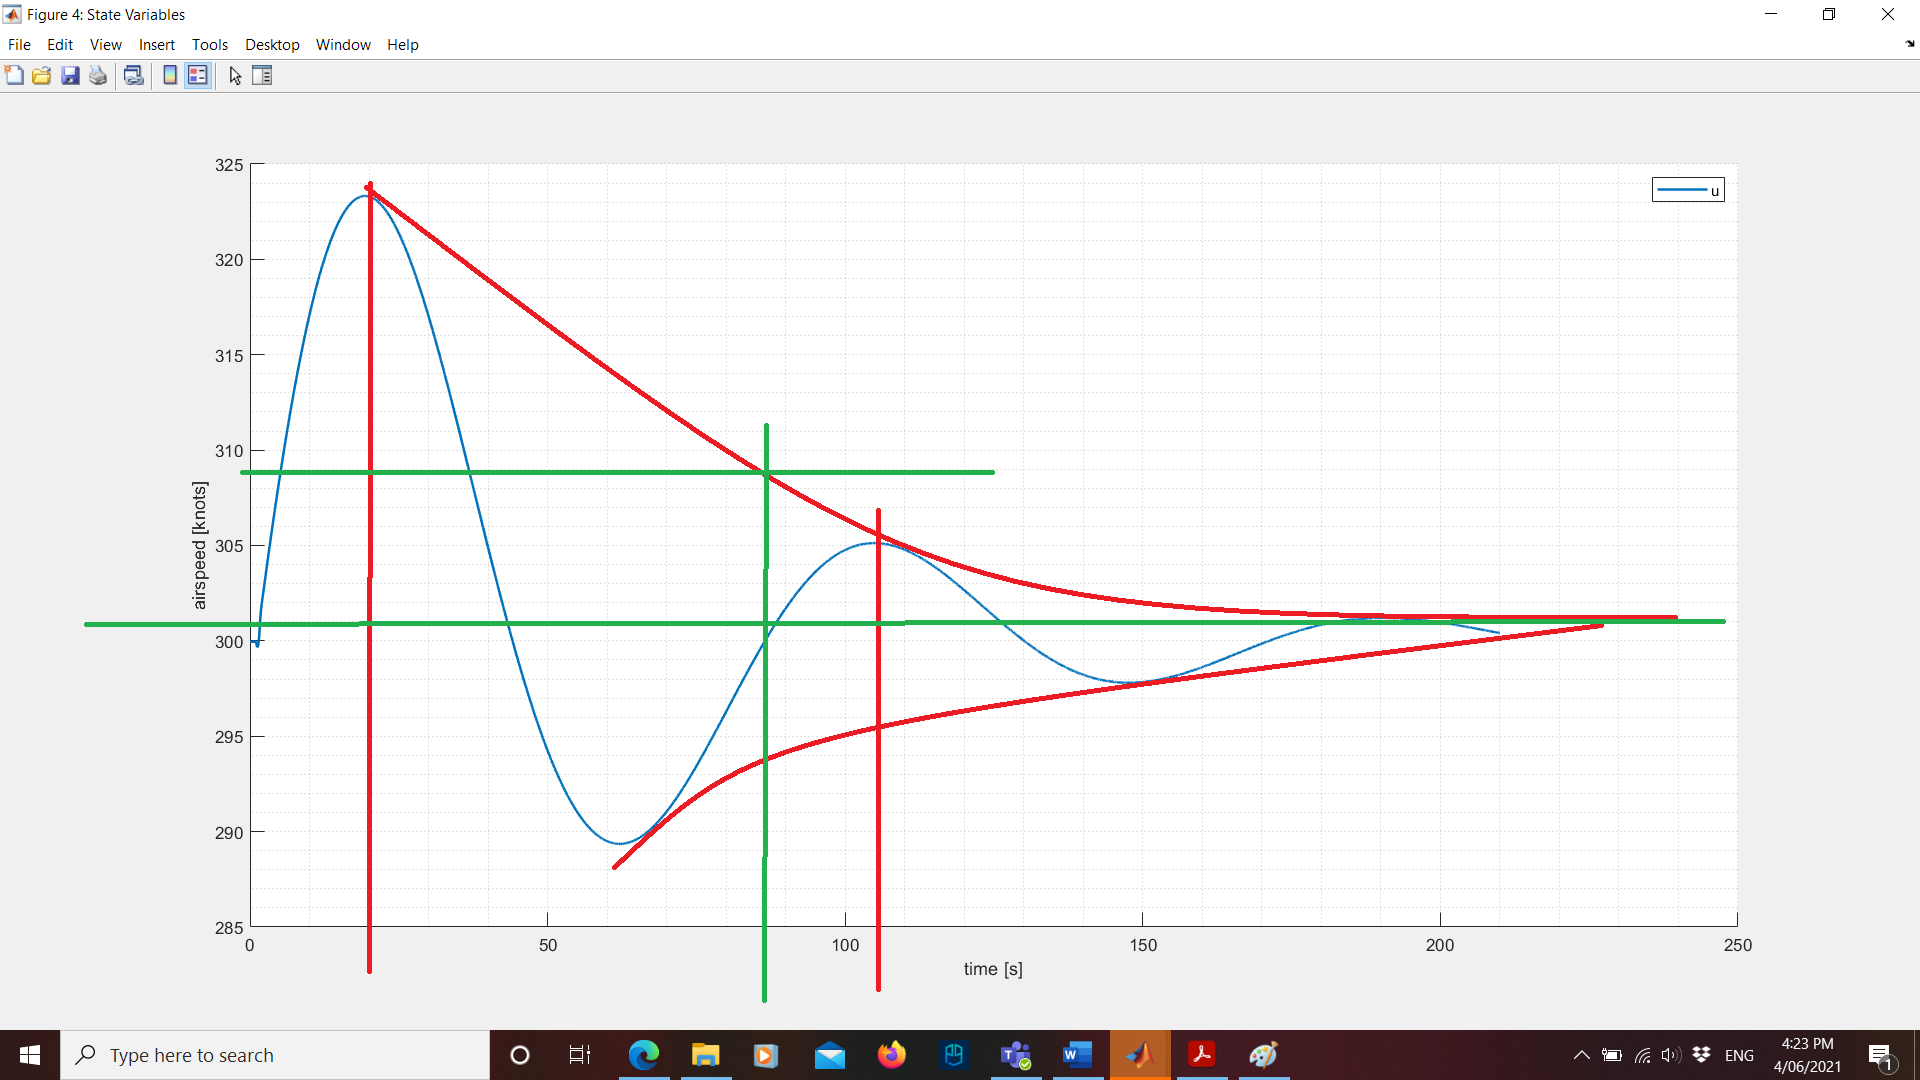 Figure 4: State Variables
File Edit View Insert Tools Desktop Window Help
325
320
315
310
305
300
295
290
285
airspeed [knots]
u
0 50 100 150 200 250
time [s]
Type here to search
ENG
4:23 PM
4/06/2021
1